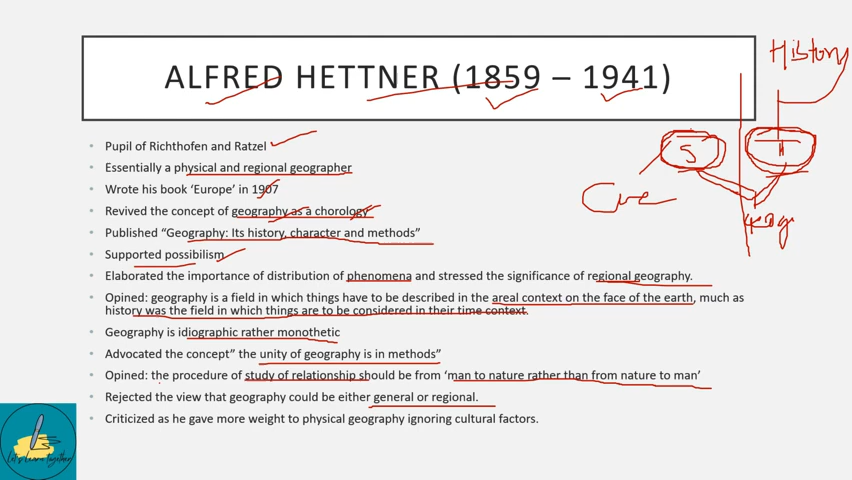 ALFRED HETTNER (1859 – 1941)
History
Pupil of Richthofen and Ratzel
S
H
Essentially a physical and regional geographer
Wrote his book ‘Europe’ in 1907
Revived the concept of geography as a chorology
Published “Geography: Its history, character and methods”
Supported possibilism
Elaborated the importance of distribution of phenomena and stressed the significance of regional geography.
Opined: geography is a field in which things have to be described in the areal context on the face of the earth, much as
history was the field in which things are to be considered in their time context.
Geography is idiographic rather monothetic
Advocated the concept” the unity of geography is in methods”
Opined: the procedure of study of relationship should be from ‘man to nature rather than from nature to man’
Rejected the view that geography could be either general or regional.
Criticized as he gave more weight to physical geography ignoring cultural factors.
Let's Learn together